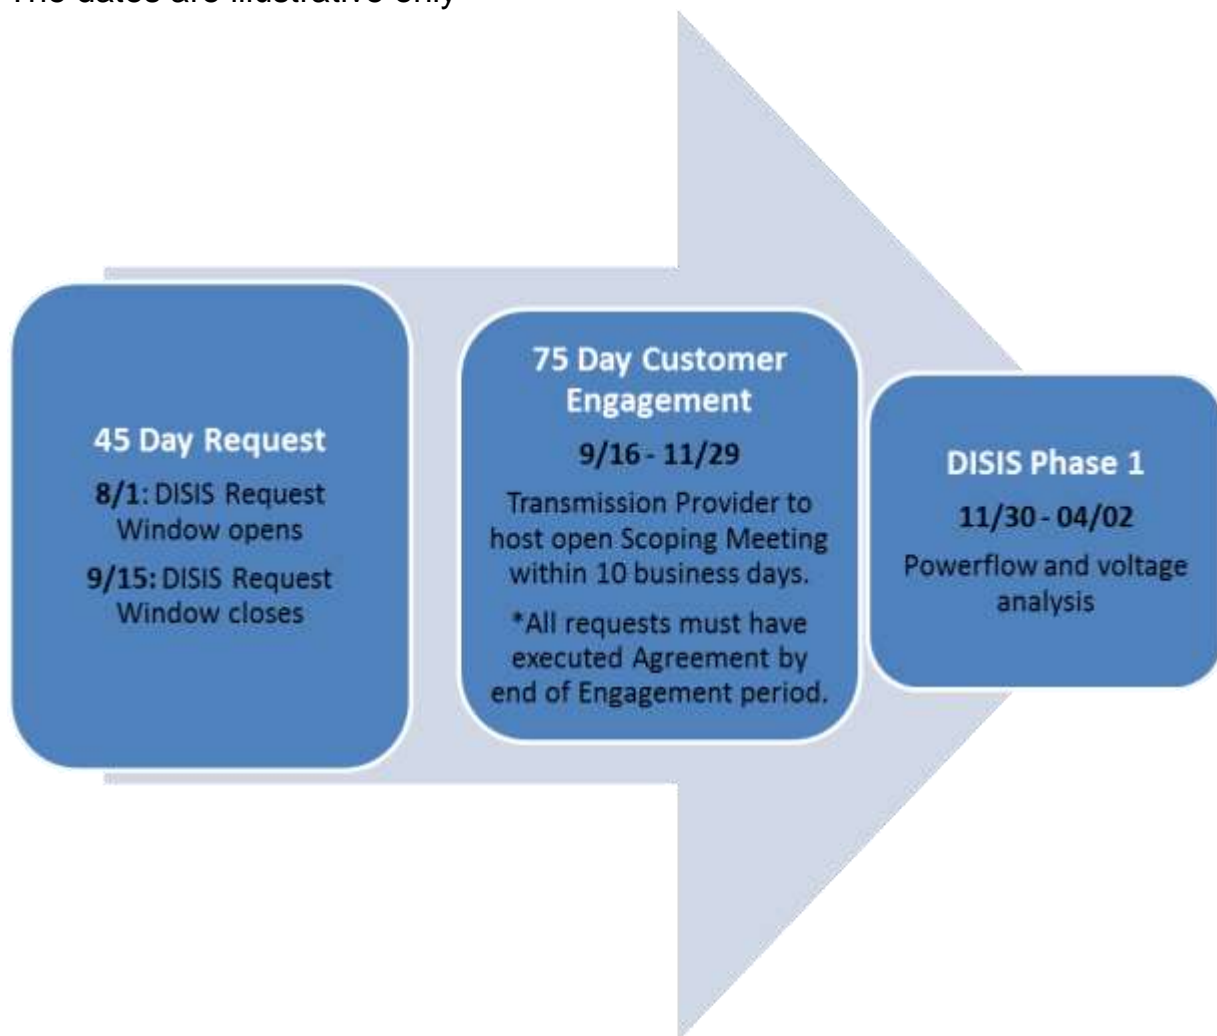 The dates are illustrative only
45 Day Request
8/1: DISIS Request
Window opens
9/15: DISIS Request
Window closes
75 Day Customer
Engagement
9/16 - 11/29
Transmission Provider to
host open Scoping Meeting
within 10 business days.
*All requests must have
executed Agreement by
end of Engagement period.
DISIS Phase 1
11/30 - 04/02
Powerflow and voltage
analysis